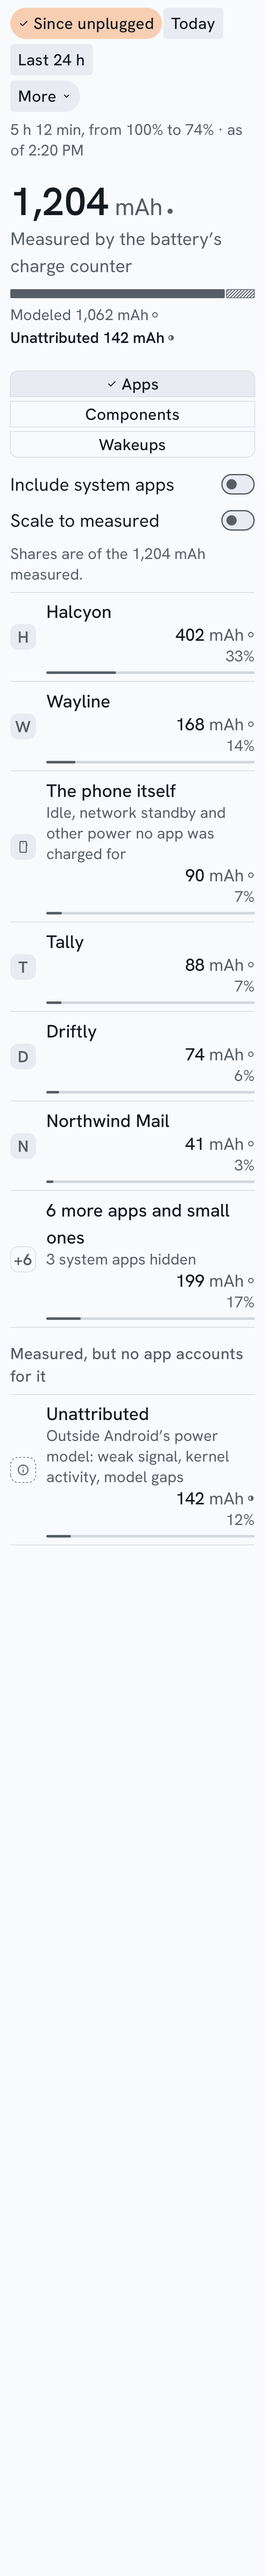 Since unplugged
Today
Last 24 h
More
5 h 12 min, from 100% to 74% · as
of 2:20 PM
1,204 mAh
Measured by the battery’s
charge counter
Modeled 1,062 mAh
Unattributed 142 mAh
Apps
Components
Wakeups
Include system apps
Scale to measured
Shares are of the 1,204 mAh
measured.
Halcyon
H
402 mAh
33%
Wayline
W
168 mAh
14%
The phone itself
Idle, network standby and
other power no app was
charged for
90 mAh
7%
Tally
T
88 mAh
7%
Driftly
D
74 mAh
6%
Northwind Mail
N
41 mAh
3%
6 more apps and small
ones
+6
3 system apps hidden
199 mAh
17%
Measured, but no app accounts
for it
Unattributed
Outside Android’s power
model: weak signal, kernel
activity, model gaps
142 mAh
12%